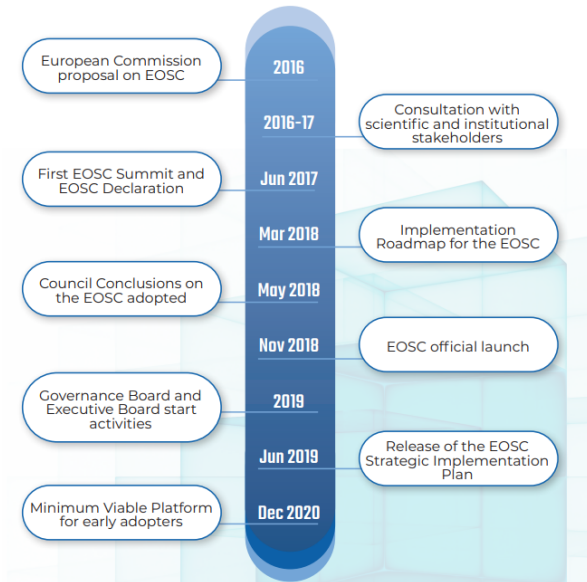 European Commission
proposal on EOSC
2016
2016-17
Consultation with
scientific and institutional
stakeholders
First EOSC Summit and
EOSC Declaration
Jun 2017
Mar 2018
Implementation
Roadmap for the EOSC
Council Conclusions on
the EOSC adopted
May 2018
Nov 2018
EOSC official launch
Governance Board and
Executive Board start
activities
2019
Jun 2019
Release of the EOSC
Strategic Implementation
Plan
Minimum Viable Platform
for early adopters
Dec 2020